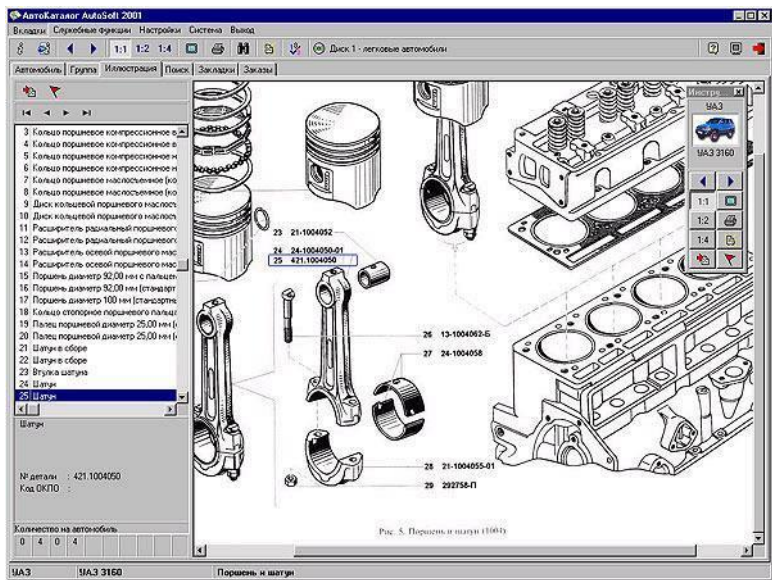 АвтоКаталог AutoSoft 2001
Вкладки Служебные функции Настройки Система Выход
1:1 1:2 1:4 Диск 1 - легковые автомобили
Автомобиль Группа Иллюстрация Поиск Закладки Заказы
3 Кольцо поршневое компрессионное в
4 Кольцо поршневое компрессионное в
5 Кольцо поршневое компрессионное н
6 Кольцо поршневое компрессионное н
7 Кольцо поршневое маслосъемное (ко
8 Кольцо поршневое маслосъемное (ко
9 Диск кольцевой поршневого маслосъ
10 Диск кольцевой поршневого маслосъ
11 Расширитель радиальный поршневого
12 Расширитель радиальный поршневого
13 Расширитель осевой поршневого мас
14 Расширитель осевой поршневого мас
15 Поршень диаметр 92,00 мм с пальцем
16 Поршень диаметр 92,00 мм (стандарт
17 Поршень диаметр 100 мм (стандартн
18 Кольцо стопорное поршневого пальц
19 Палец поршневой диаметр 25,00 мм (
20 Палец поршневой диаметр 25,00 мм (
21 Шатун в сборе
22 Шатун в сборе
23 Втулка шатуна
24 Шатун
25 Шатун
Шатун
№ детали : 421.1004050
Код ОКПО :
Количество на автомобиль
0 4 0 4
23 21-1004052
24 24-1004050-01
25 421.1004050
26 13-1004062-Б
27 24-1004058
28 21-1004055-01
29 292758-П
Рис. 5. Поршень и шатун (1004)
Инстру...
УАЗ
УАЗ 3160
1:1
1:2
1:4
УАЗ УАЗ 3160 Поршень и шатун